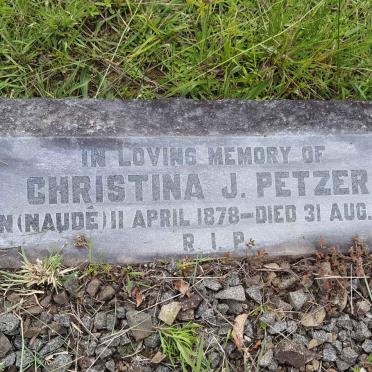 IN LOVING MEMORY OF
CHRISTINA J. PETZER
N (NAUDÉ) 11 APRIL 1878 — DIED 31 AUG.
R. I. P.